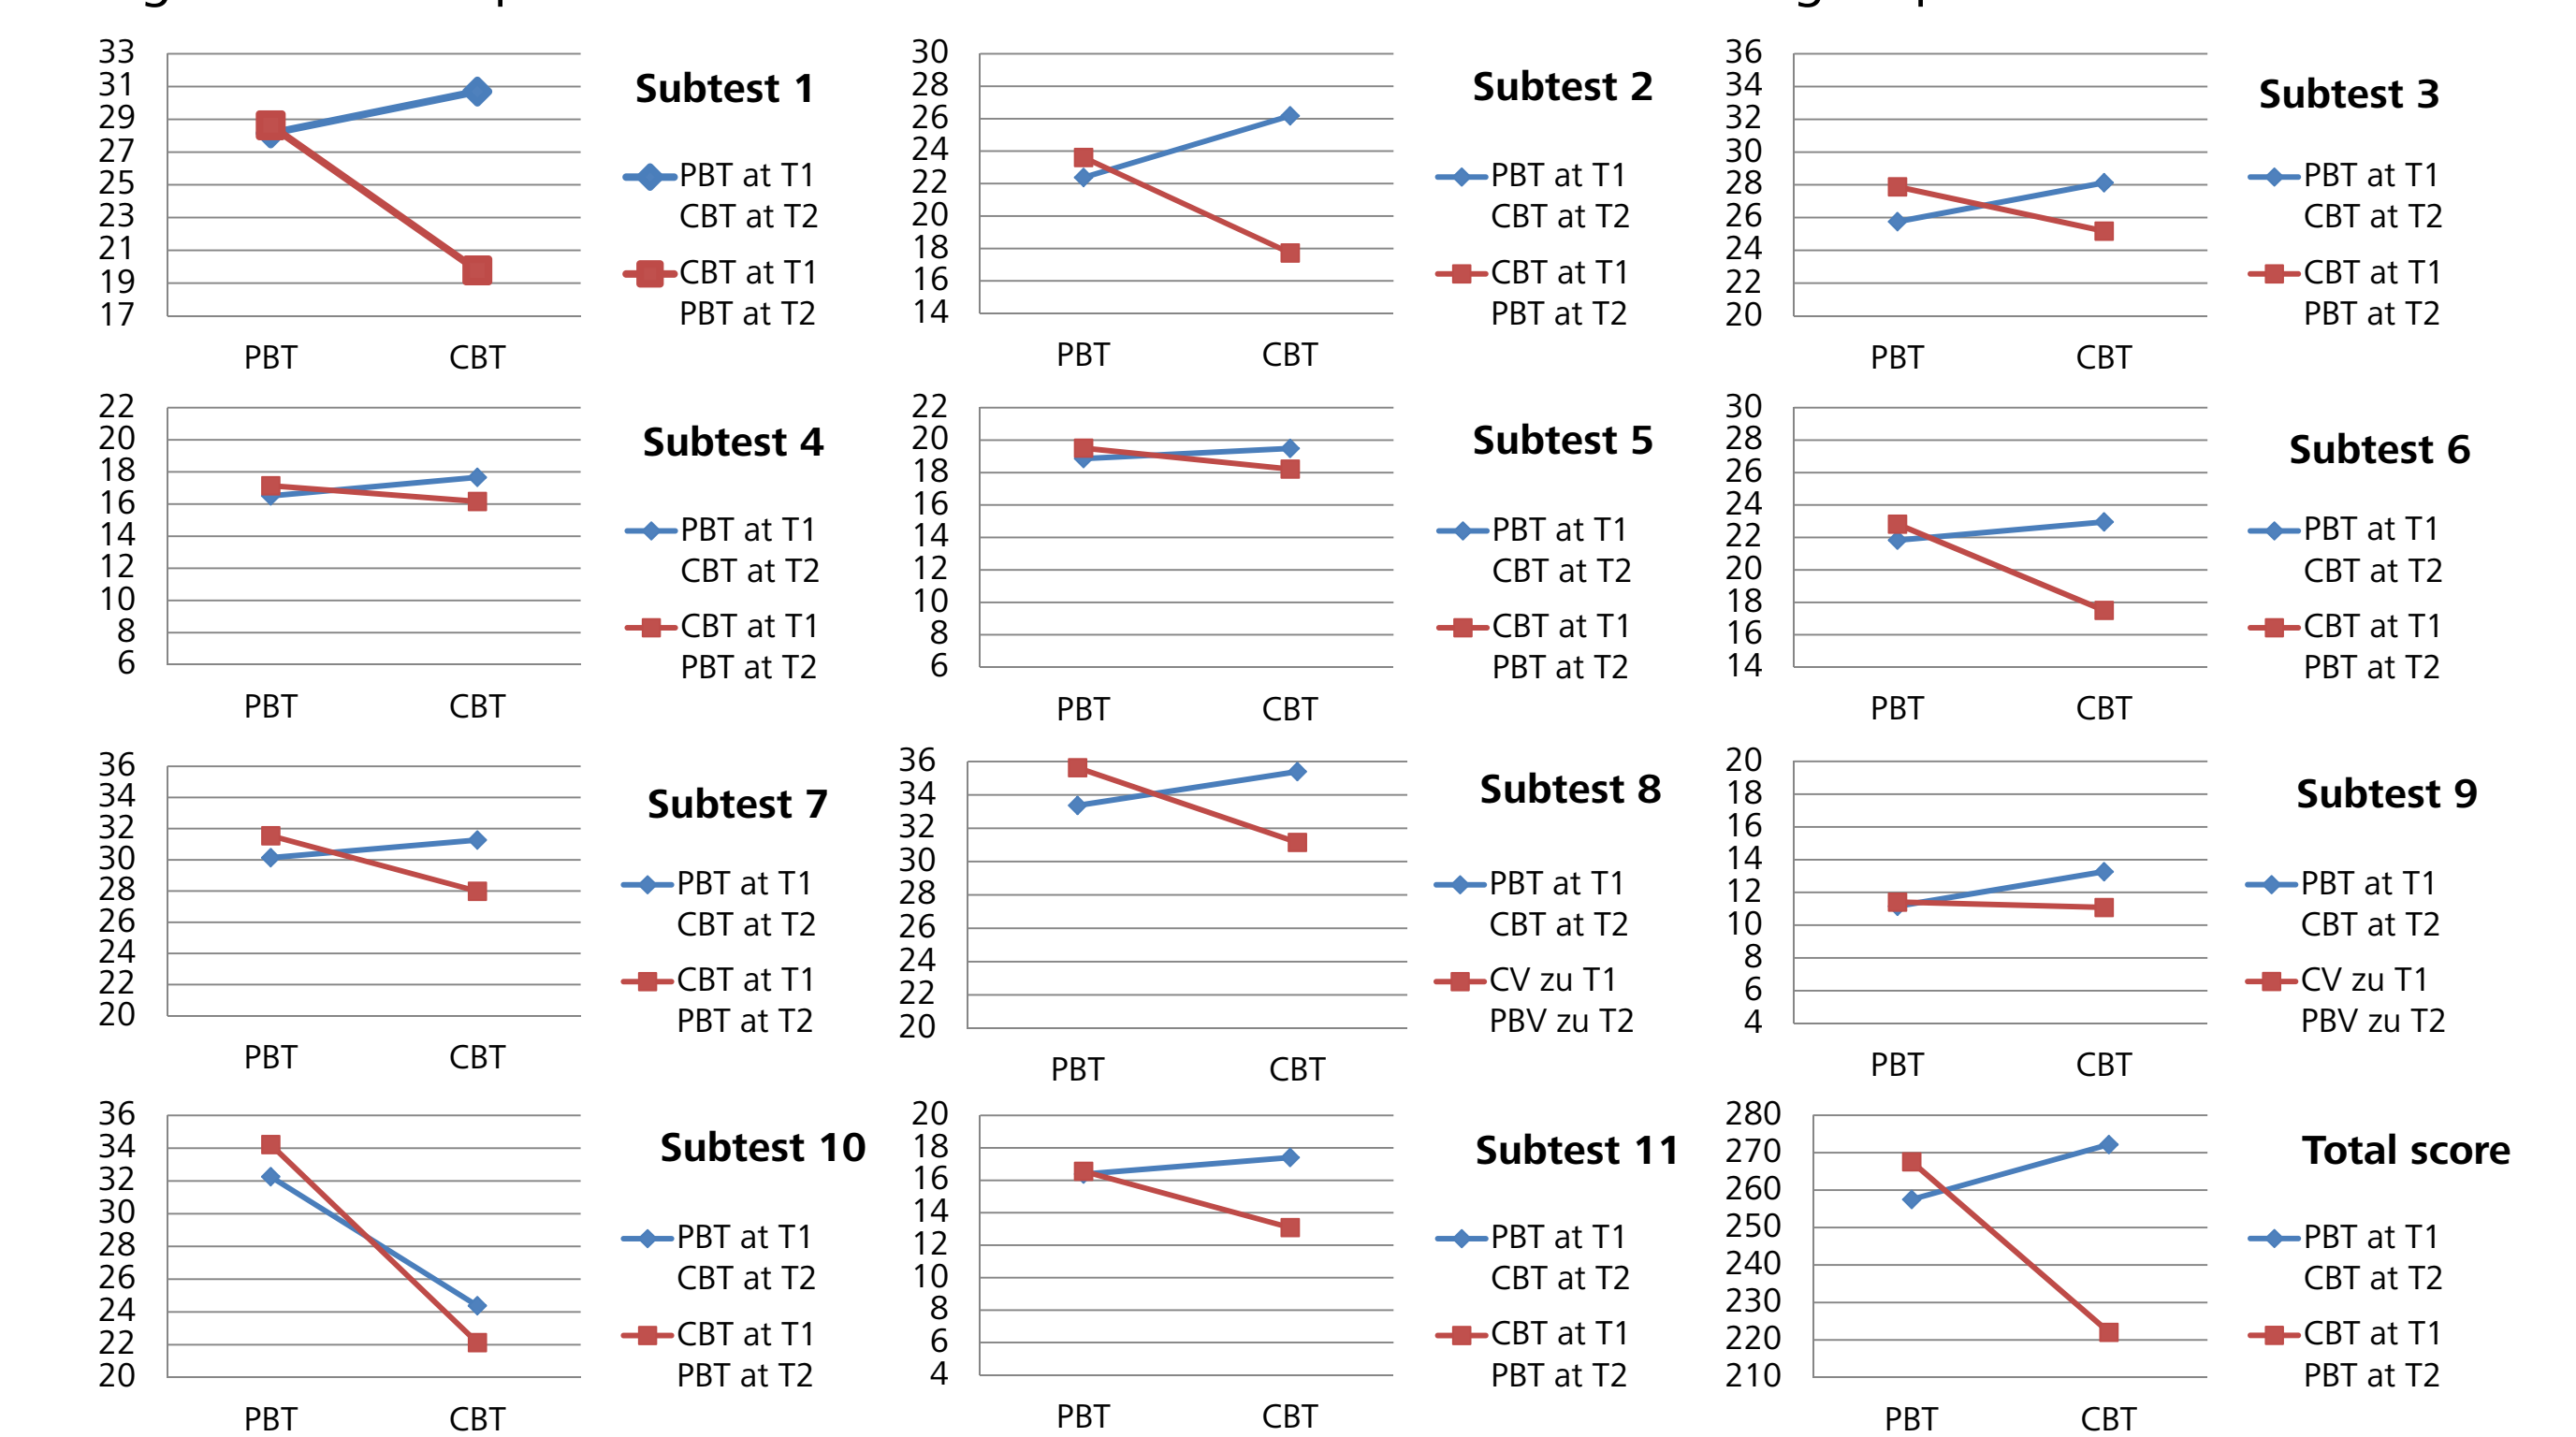 33
31
29
27
25
23
21
19
17
PBT CBT
Subtest 1
PBT at T1
CBT at T2
CBT at T1
PBT at T2
30
28
26
24
22
20
18
16
14
PBT CBT
Subtest 2
PBT at T1
CBT at T2
CBT at T1
PBT at T2
36
34
32
30
28
26
24
22
20
PBT CBT
Subtest 3
PBT at T1
CBT at T2
CBT at T1
PBT at T2
22
20
18
16
14
12
10
8
6
PBT CBT
Subtest 4
PBT at T1
CBT at T2
CBT at T1
PBT at T2
22
20
18
16
14
12
10
8
6
PBT CBT
Subtest 5
PBT at T1
CBT at T2
CBT at T1
PBT at T2
30
28
26
24
22
20
18
16
14
PBT CBT
Subtest 6
PBT at T1
CBT at T2
CBT at T1
PBT at T2
36
34
32
30
28
26
24
22
20
PBT CBT
Subtest 7
PBT at T1
CBT at T2
CBT at T1
PBT at T2
36
34
32
30
28
26
24
22
20
PBT CBT
Subtest 8
PBT at T1
CBT at T2
CV zu T1
PBV zu T2
20
18
16
14
12
10
8
6
4
PBT CBT
Subtest 9
PBT at T1
CBT at T2
CV zu T1
PBV zu T2
36
34
32
30
28
26
24
22
20
PBT CBT
Subtest 10
PBT at T1
CBT at T2
CBT at T1
PBT at T2
20
18
16
14
12
10
8
6
4
PBT CBT
Subtest 11
PBT at T1
CBT at T2
CBT at T1
PBT at T2
280
270
260
250
240
230
220
210
PBT CBT
Total score
PBT at T1
CBT at T2
CBT at T1
PBT at T2